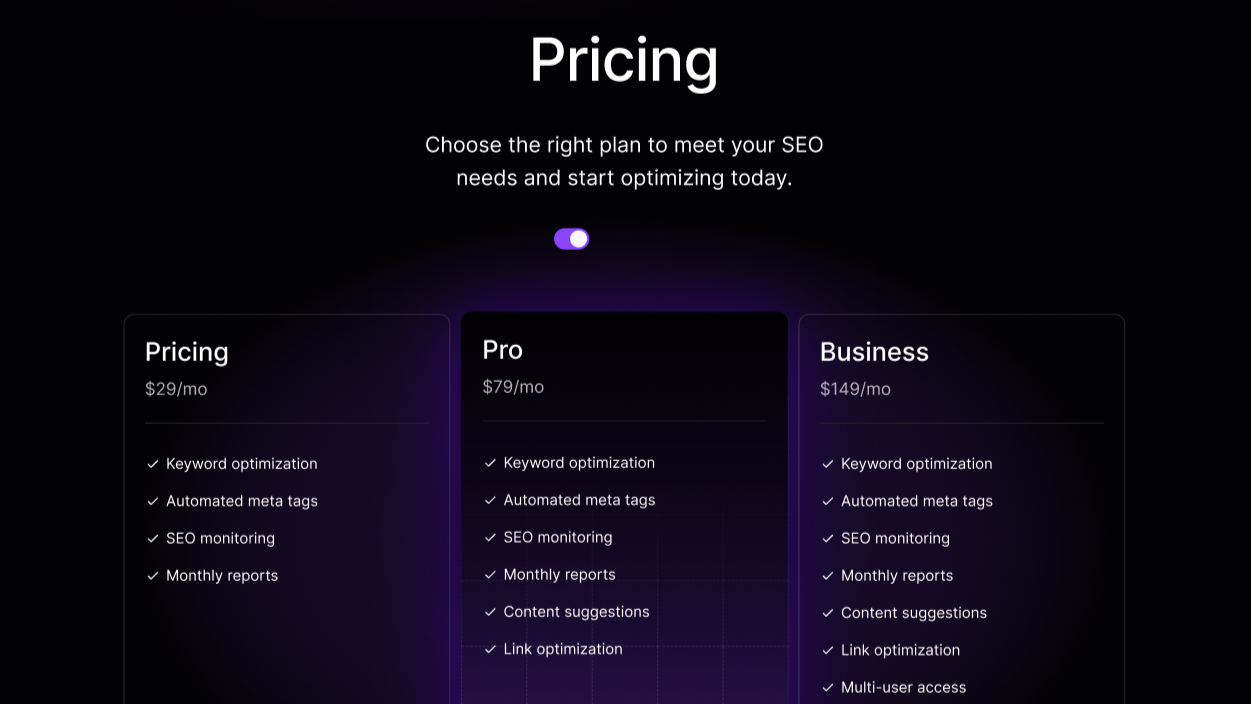 Pricing
Choose the right plan to meet your SEO
needs and start optimizing today.
Pricing
$29/mo
Keyword optimization
Automated meta tags
SEO monitoring
Monthly reports
Pro
$79/mo
Keyword optimization
Automated meta tags
SEO monitoring
Monthly reports
Content suggestions
Link optimization
Business
$149/mo
Keyword optimization
Automated meta tags
SEO monitoring
Monthly reports
Content suggestions
Link optimization
Multi-user access